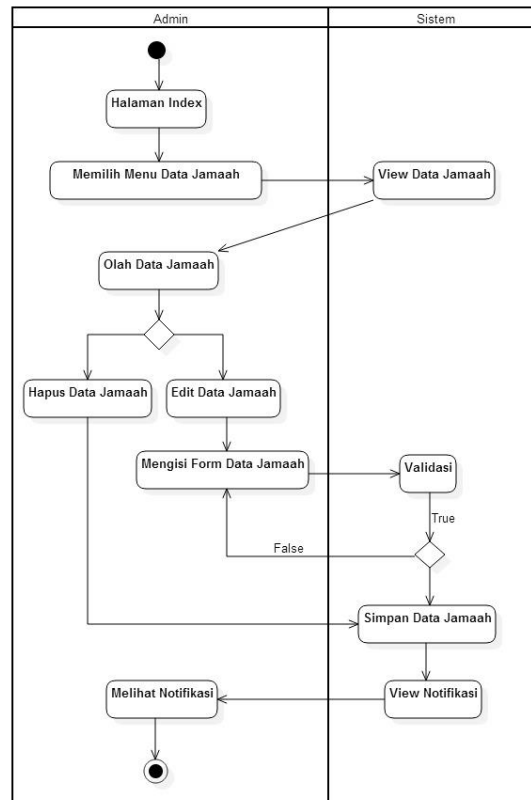 Admin
Sistem
Halaman Index
Memilih Menu Data Jamaah
View Data Jamaah
Olah Data Jamaah
Hapus Data Jamaah
Edit Data Jamaah
Mengisi Form Data Jamaah
Validasi
True
False
Simpan Data Jamaah
Melihat Notifikasi
View Notifikasi